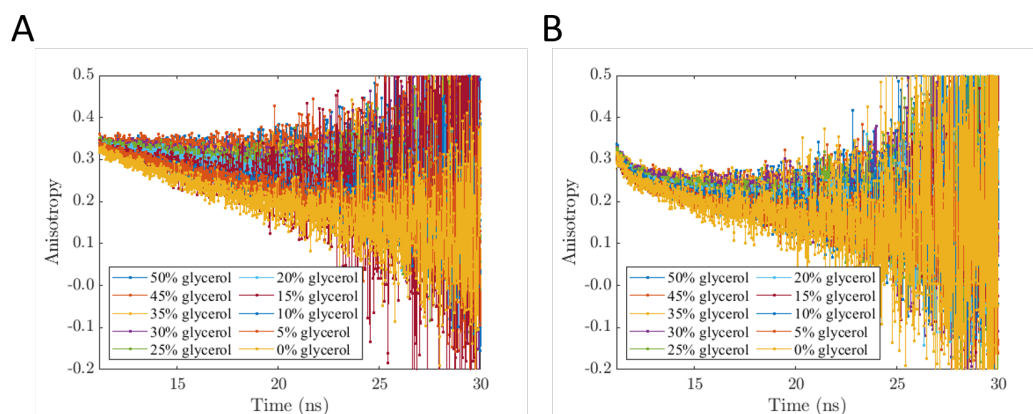 A
B
0.5
0.4
0.3
0.2
0.1
-0.0
-0.1
-0.2
Anisotropy
50% glycerol
45% glycerol
35% glycerol
30% glycerol
25% glycerol
20% glycerol
15% glycerol
10% glycerol
5% glycerol
0% glycerol
15
20
25
30
Time (ns)
0.5
0.4
0.3
0.2
0.1
-0.0
-0.1
-0.2
Anisotropy
50% glycerol
45% glycerol
35% glycerol
30% glycerol
25% glycerol
20% glycerol
15% glycerol
10% glycerol
5% glycerol
0% glycerol
15
20
25
30
Time (ns)